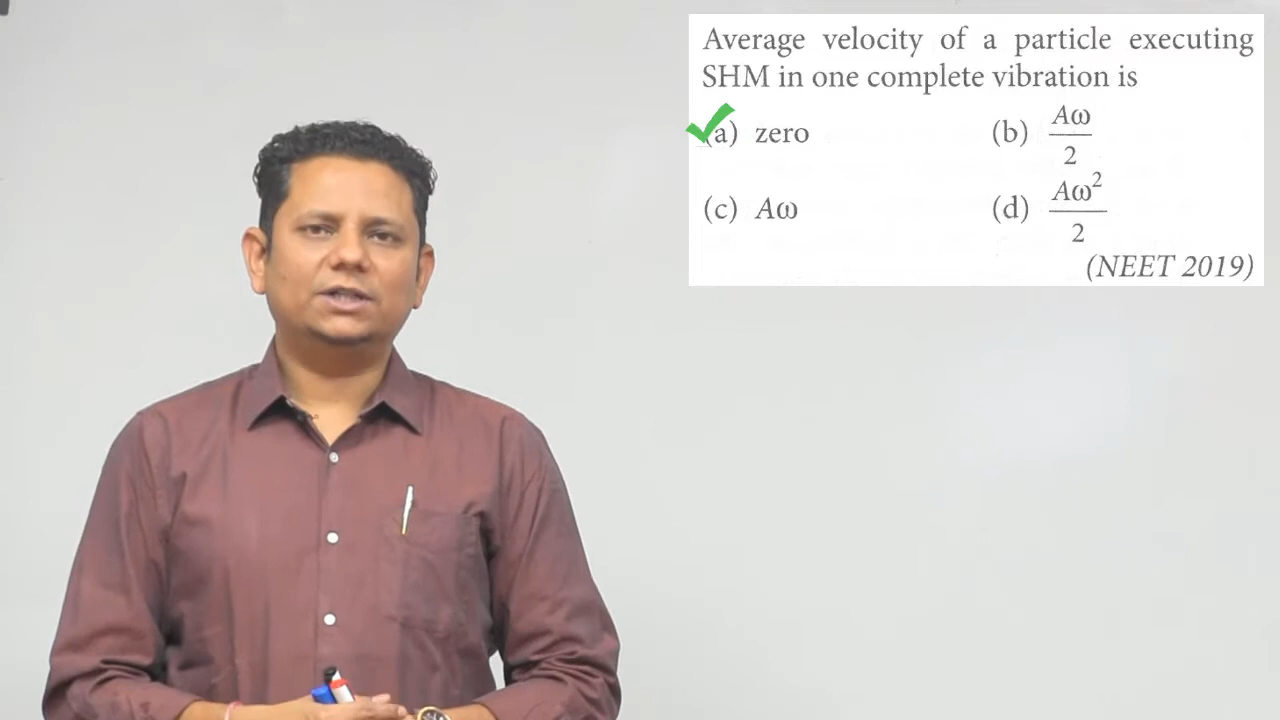 Average velocity of a particle executing
SHM in one complete vibration is
(a) zero (b) Aω/2
(c) Aω (d) Aω²/2
(NEET 2019)